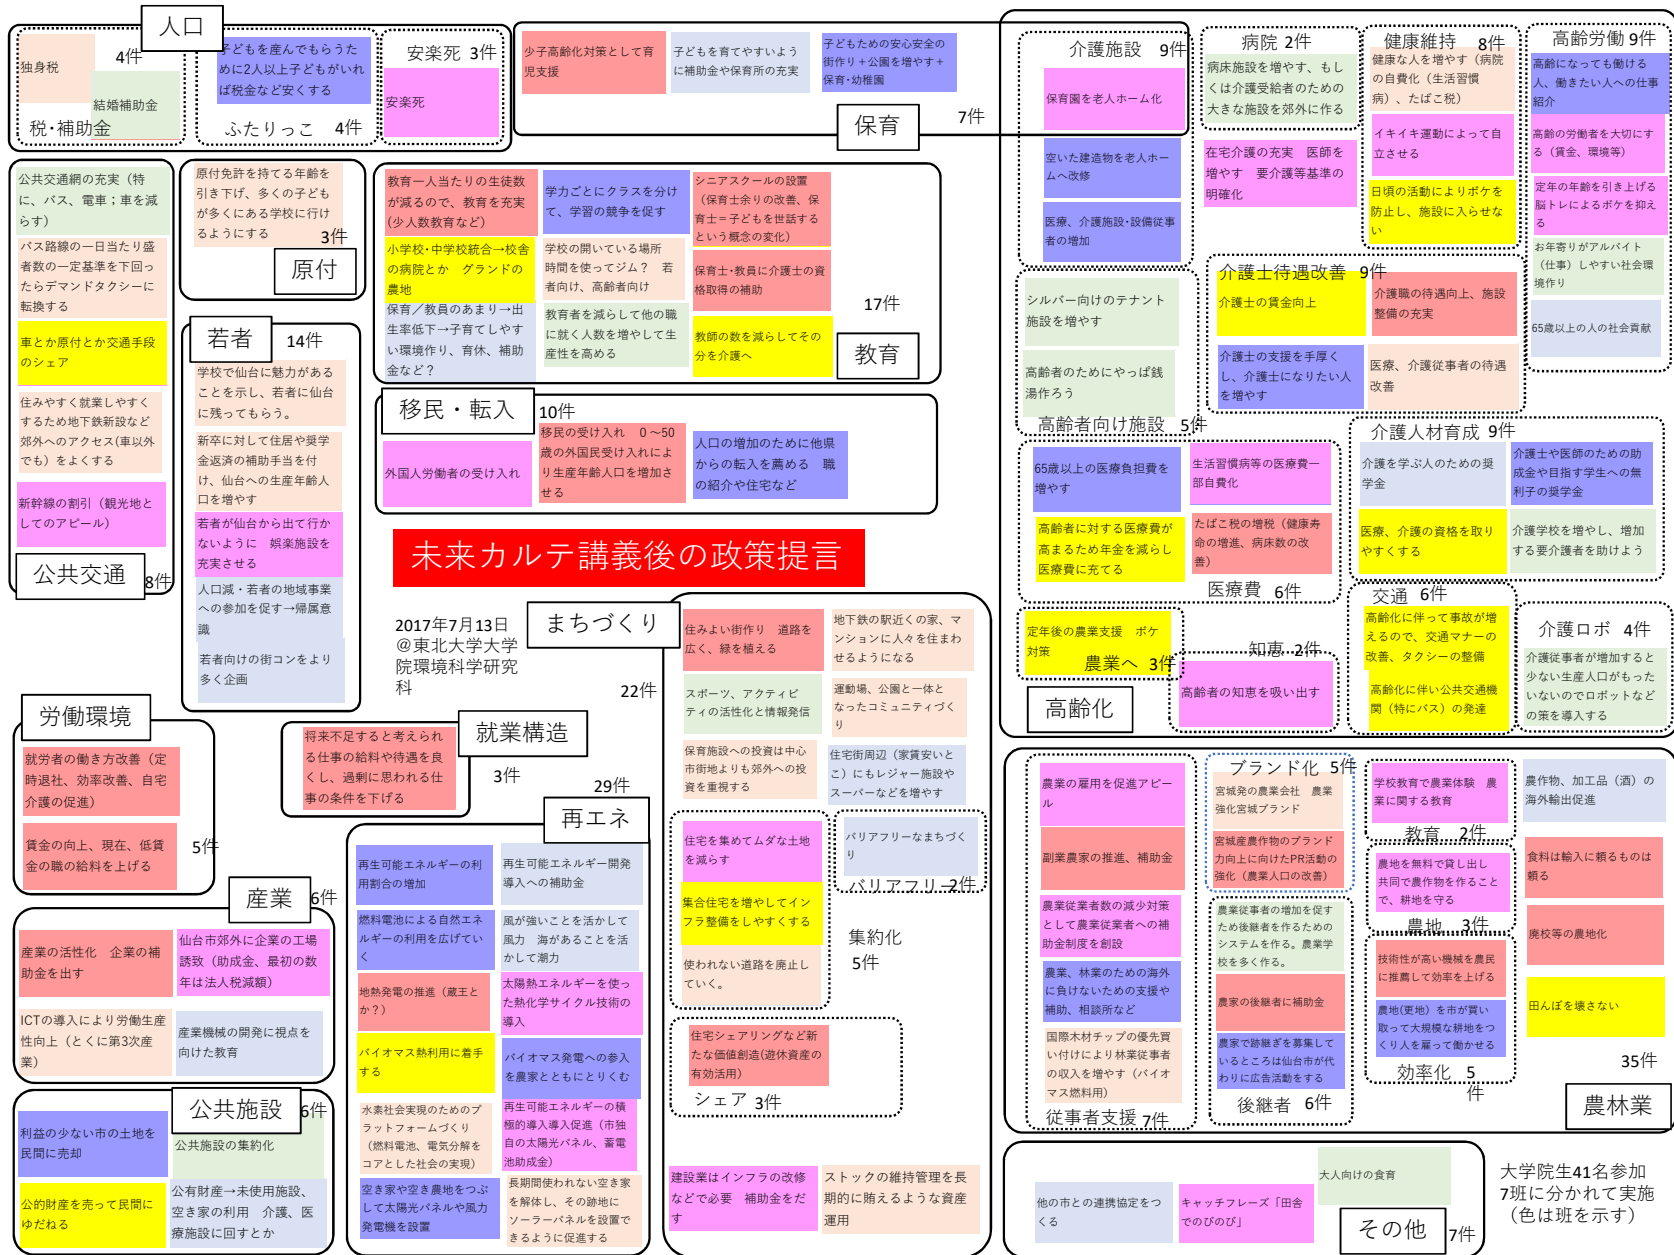 人口
独身税
4件
結婚補助金
税・補助金
子どもを産んでもらうた
めに2人以上子どもがいれ
ば税金など安くする
ふたりっこ 4件
安楽死 3件
安楽死
少子高齢化対策として育
児支援
子どもを育てやすいよう
に補助金や保育所の充実
子どもための安心安全の
街作り+公園を増やす+
保育・幼稚園
保育
7件
公共交通網の充実(特
に、バス、電車;車を減
らす)
バス路線の一日当たり盛
者数の一定基準を下回っ
たらデマンドタクシーに
転換する
車とか原付とか交通手段
のシェア
住みやすく就業しやすく
するため地下鉄新設など
郊外へのアクセス(車以外
でも)をよくする
新幹線の割引(観光地と
してのアピール)
公共交通 8件
原付免許を持てる年齢を
引き下げ、多くの子ども
が多くにある学校に行け
るようにする
3件
原付
若者
14件
学校で仙台に魅力がある
ことを示し、若者に仙台
に残ってもらう。
新卒に対して住居や奨学
金返済の補助手当を付
け、仙台への生産年齢人
口を増やす
若者が仙台から出て行か
ないように 娯楽施設を
充実させる
人口減・若者の地域事業
への参加を促す→帰属意
識
若者向けの街コンをより
多く企画
教育一人当たりの生徒数
が減るので、教育を充実
(少人数教育など)
学力ごとにクラスを分け
て、学習の競争を促す
シニアスクールの設置
(保育士余りの改善、保
育士=子どもを世話する
という概念の変化)
小学校・中学校統合→校舎
の病院とか グランドの
農地
学校の開いている場所
時間を使ってジム? 若
者向け、高齢者向け
保育士・教員に介護士の資
格取得の補助
保育/教員のあまり→出
生率低下→子育てしやす
い環境作り、育休、補助
金など?
教育者を減らして他の職
に就く人数を増やして生
産性を高める
教師の数を減らしてその
分を介護へ
17件
教育
移民・転入
10件
外国人労働者の受け入れ
移民の受け入れ 0~50
歳の外国民受け入れによ
り生産年齢人口を増加さ
せる
人口の増加のために他県
からの転入を薦める 職
の紹介や住宅など
未来カルテ講義後の政策提言
2017年7月13日
@東北大学大学
院環境科学研究
科
介護施設 9件
保育園を老人ホーム化
空いた建造物を老人ホー
ムへ改修
医療、介護施設・設備従事
者の増加
病院 2件
病床施設を増やす、もし
くは介護受給者のための
大きな施設を郊外に作る
在宅介護の充実 医師を
増やす 要介護等基準の
明確化
健康維持 8件
健康な人を増やす(病院
の自費化(生活習慣
病)、たばこ税)
イキイキ運動によって自
立させる
日頃の活動によりボケを
防止し、施設に入らせな
い
高齢労働 9件
高齢になっても働ける
人、働きたい人への仕事
紹介
高齢の労働者を大切にす
る(賃金、環境等)
定年の年齢を引き上げる
脳トレによるボケを抑え
る
お年寄りがアルバイト
(仕事)しやすい社会環
境作り
65歳以上の人の社会貢献
シルバー向けのテナント
施設を増やす
高齢者のためにやっぱ銭
湯作ろう
高齢者向け施設 5件
介護士待遇改善 9件
介護士の賃金向上
介護職の待遇向上、施設
整備の充実
介護士の支援を手厚く
し、介護士になりたい人
を増やす
医療、介護従事者の待遇
改善
65歳以上の医療負担費を
増やす
生活習慣病等の医療費一
部自費化
高齢者に対する医療費が
高まるため年金を減らし
医療費に充てる
たばこ税の増税(健康寿
命の増進、病床数の改
善)
医療費 6件
介護人材育成 9件
介護を学ぶ人のための奨
学金
介護士や医師のための助
成金や目指す学生への無
利子の奨学金
医療、介護の資格を取り
やすくする
介護学校を増やし、増加
する要介護者を助けよう
定年後の農業支援 ボケ
対策
農業へ 3件
知恵 2件
高齢者の知恵を吸い出す
交通 6件
高齢化に伴って事故が増
えるので、交通マナーの
改善、タクシーの整備
高齢化に伴い公共交通機
関(特にバス)の発達
介護ロボ 4件
介護従事者が増加すると
少ない生産人口がもった
いないのでロボットなど
の策を導入する
高齢化
まちづくり
22件
住みよい街作り 道路を
広く、緑を植える
地下鉄の駅近くの家、マ
ンションに人々を住まわ
せるようになる
スポーツ、アクティビ
ティの活性化と情報発信
運動場、公園と一体と
なったコミュニティづく
り
保育施設への投資は中心
市街地よりも郊外への投
資を重視する
住宅街周辺(家賃安いと
こ)にもレジャー施設や
スーパーなどを増やす
住宅を集めてムダな土地
を減らす
集合住宅を増やしてイン
フラ整備をしやすくする
使われない道路を廃止し
ていく。
バリアフリーなまちづく
り
バリアフリー 2件
集約化
5件
住宅シェアリングなど新
たな価値創造(遊休資産の
有効活用)
シェア 3件
建設業はインフラの改修
などで必要 補助金をだ
す
ストックの維持管理を長
期的に賄えるような資産
運用
労働環境
就労者の働き方改善(定
時退社、効率改善、自宅
介護の促進)
賃金の向上、現在、低賃
金の職の給料を上げる
5件
就業構造
将来不足すると考えられ
る仕事の給料や待遇を良
くし、過剰に思われる仕
事の条件を下げる
3件
産業
6件
産業の活性化 企業の補
助金を出す
仙台市郊外に企業の工場
誘致(助成金、最初の数
年は法人税減額)
ICTの導入により労働生産
性向上(とくに第3次産
業)
産業機械の開発に視点を
向けた教育
公共施設
6件
利益の少ない市の土地を
民間に売却
公共施設の集約化
公的財産を売って民間に
ゆだねる
公有財産→未使用施設、
空き家の利用 介護、医
療施設に回すとか
29件
再エネ
再生可能エネルギーの利
用割合の増加
再生可能エネルギー開発
導入への補助金
燃料電池による自然エネ
ルギーの利用を広げてい
く
風が強いことを活かして
風力 海があることを活
かして潮力
地熱発電の推進(蔵王と
か?)
太陽熱エネルギーを使っ
た熱化学サイクル技術の
導入
バイオマス熱利用に着手
する
バイオマス発電への参入
を農家とともにとりくむ
水素社会実現のためのプ
ラットフォームづくり
(燃料電池、電気分解を
コアとした社会の実現)
再生可能エネルギーの積
極的導入導入促進(市独
自の太陽光パネル、蓄電
池助成金)
空き家や空き農地をつぶ
して太陽光パネルや風力
発電機を設置
長期間使われない空き家
を解体し、その跡地に
ソーラーパネルを設置で
きるように促進する
農業の雇用を促進アピー
ル
副業農家の推進、補助金
農業従業者数の減少対策
として農業従業者への補
助金制度を創設
農業、林業のための海外
に負けないための支援や
補助、相談所など
国際木材チップの優先買
い付けにより林業従事者
の収入を増やす(バイオ
マス燃料用)
従事者支援 7件
ブランド化 5件
宮城発の農業会社 農業
強化宮城ブランド
宮城産農作物のブランド
力向上に向けたPR活動の
強化(農業人口の改善)
農業従事者の増加を促す
ため後継者を作るための
システムを作る。農業学
校を多く作る。
農家の後継者に補助金
農家で跡継ぎを募集して
いるところは仙台市が代
わりに広告活動をする
後継者 6件
学校教育で農業体験 農
業に関する教育
教育 2件
農地を無料で貸し出し
共同で農作物を作ること
で、耕地を守る
農地 3件
技術性が高い機械を農民
に推薦して効率を上げる
農地(更地)を市が買い
取って大規模な耕地をつ
くり人を雇って働かせる
効率化 5
件
農作物、加工品(酒)の
海外輸出促進
食料は輸入に頼るものは
頼る
廃校等の農地化
田んぼを壊さない
35件
農林業
他の市との連携協定をつ
くる
キャッチフレーズ「田舎
でのびのび」
大人向けの食育
その他 7件
大学院生41名参加
7班に分かれて実施
(色は班を示す)